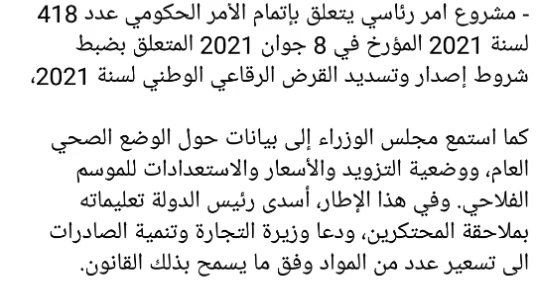 - مشروع امر رئاسي يتعلق بإتمام الأمر الحكومي عدد 418
لسنة 2021 المؤرخ في 8 جوان 2021 المتعلق بضبط
شروط إصدار وتسديد القرض الرقاعي الوطني لسنة 2021،
كما استمع مجلس الوزراء إلى بيانات حول الوضع الصحي
العام، ووضعية التزويد والأسعار والاستعدادات للموسم
الفلاحي. وفي هذا الإطار، أسدى رئيس الدولة تعليماته
بملاحقة المحتكرين، ودعا وزيرة التجارة وتنمية الصادرات
الى تسعير عدد من المواد وفق ما يسمح بذلك القانون.